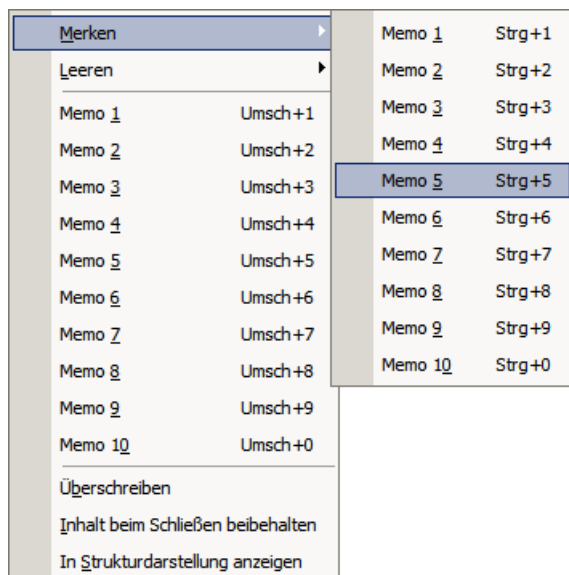 Merken
Leeren
Memo 1 Umsch+1
Memo 2 Umsch+2
Memo 3 Umsch+3
Memo 4 Umsch+4
Memo 5 Umsch+5
Memo 6 Umsch+6
Memo 7 Umsch+7
Memo 8 Umsch+8
Memo 9 Umsch+9
Memo 10 Umsch+0
Überschreiben
Inhalt beim Schließen beibehalten
In Strukturdarstellung anzeigen
Memo 1 Strg+1
Memo 2 Strg+2
Memo 3 Strg+3
Memo 4 Strg+4
Memo 5 Strg+5
Memo 6 Strg+6
Memo 7 Strg+7
Memo 8 Strg+8
Memo 9 Strg+9
Memo 10 Strg+0